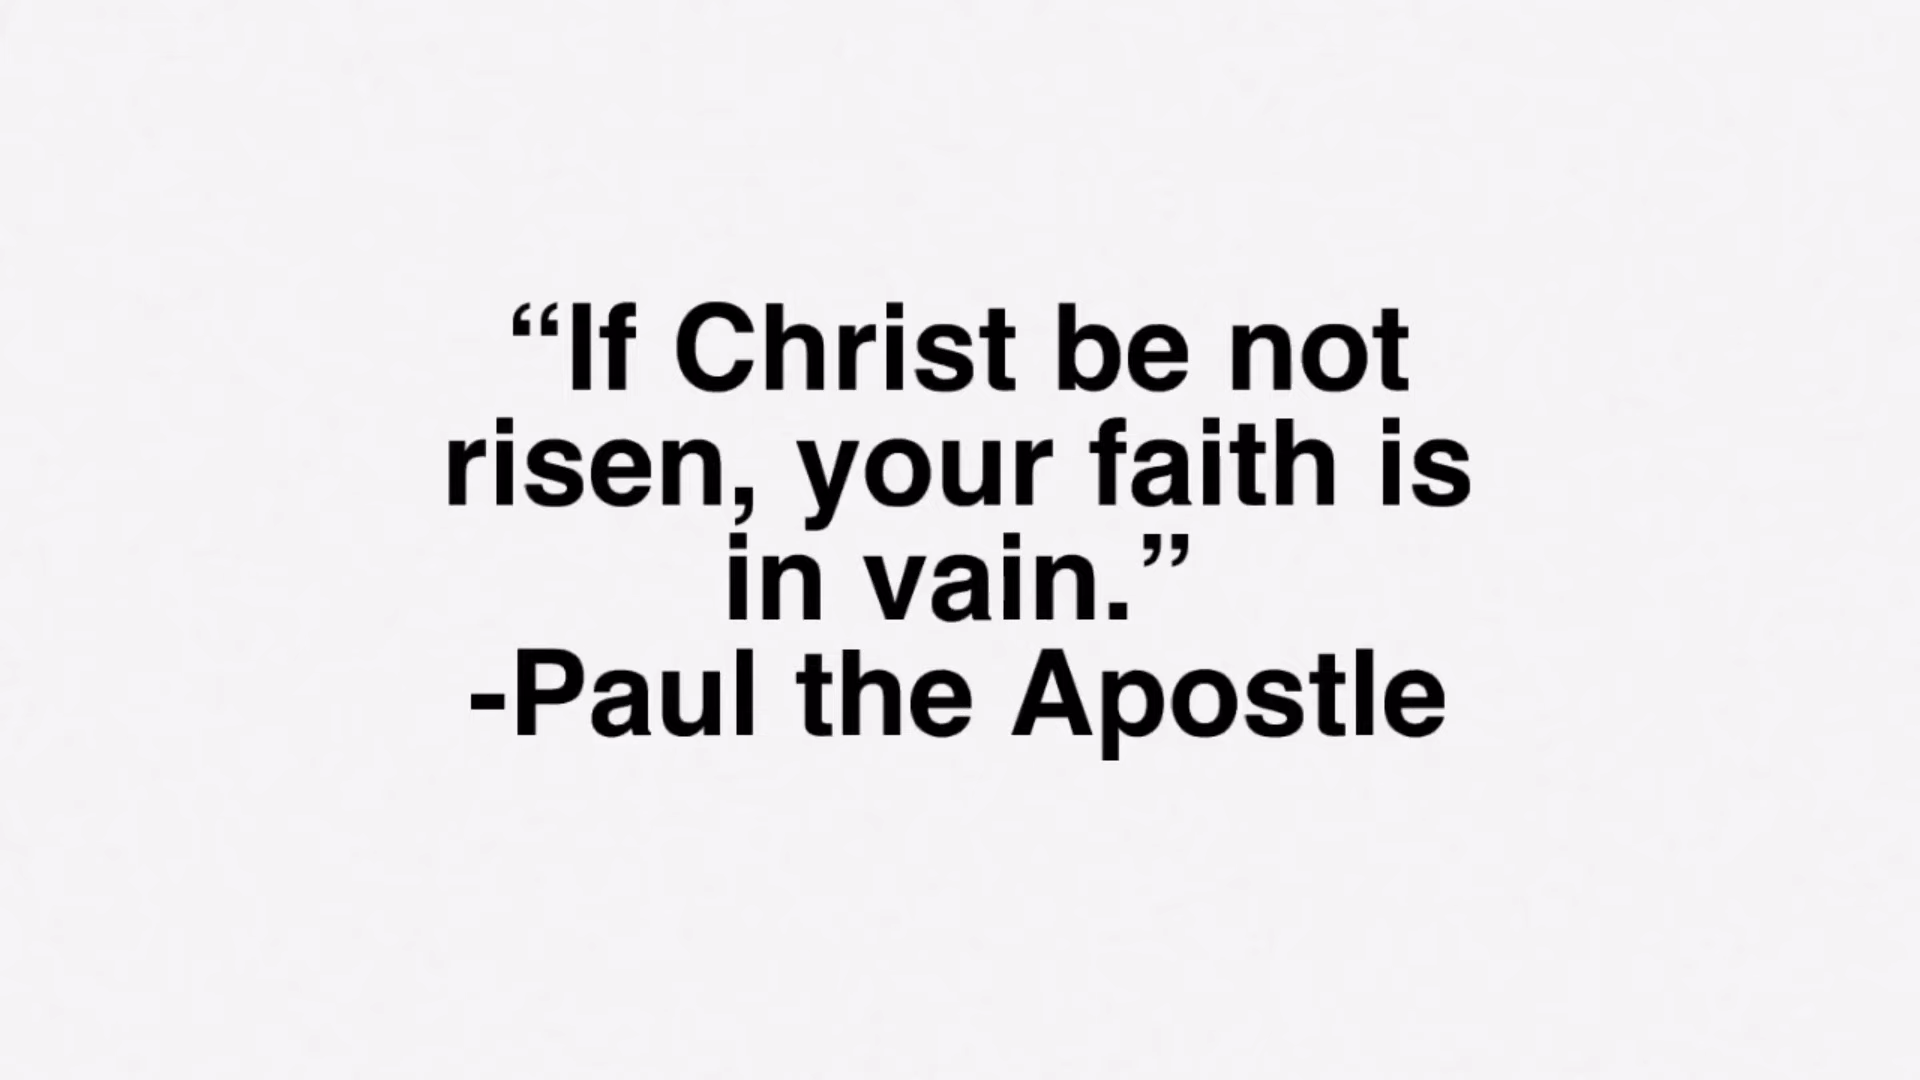 “If Christ be not
risen, your faith is
in vain.”
-Paul the Apostle